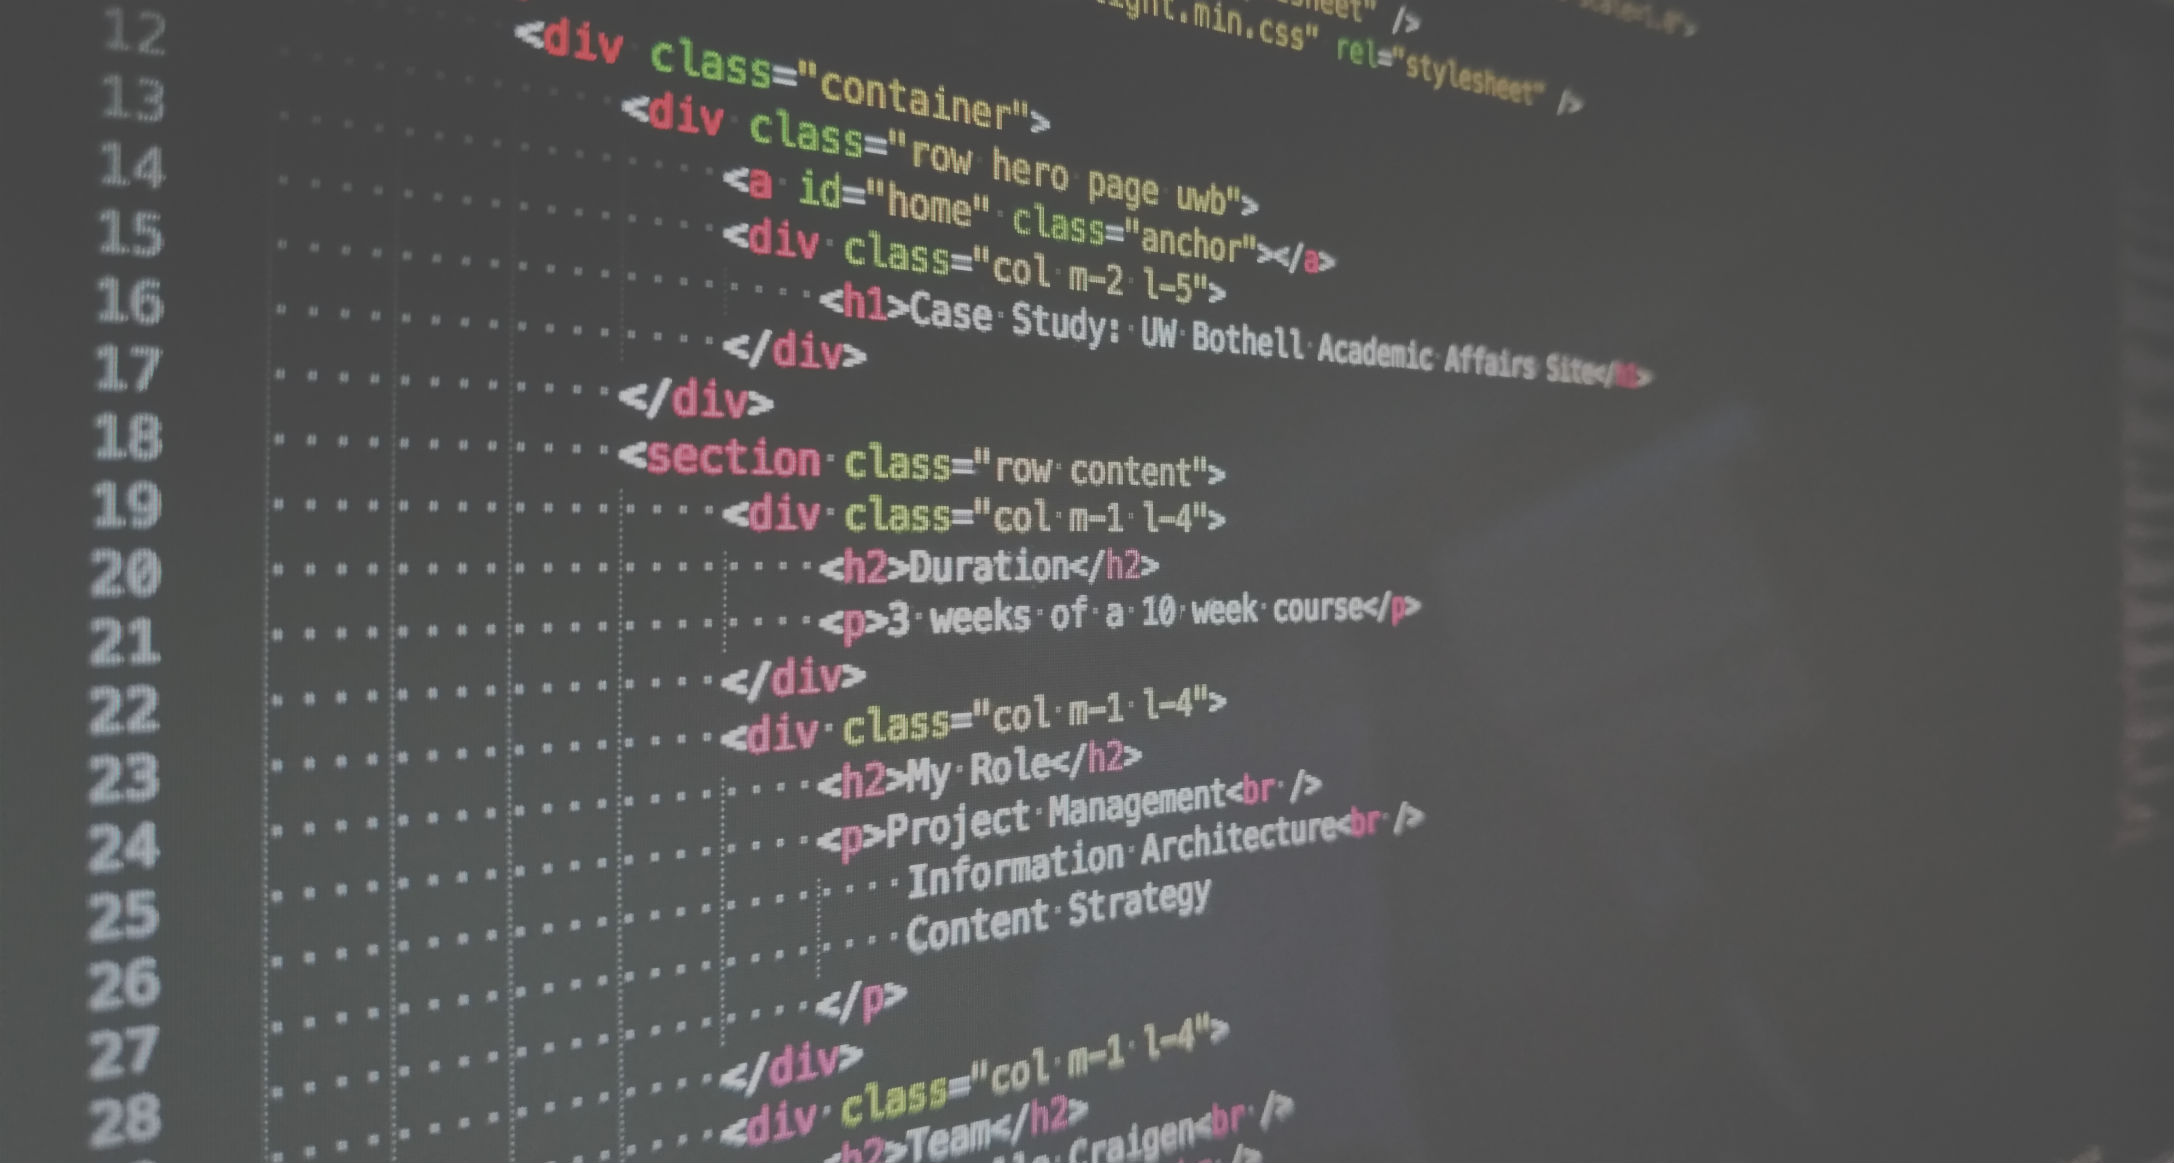 ight.min.css" rel="stylesheet" />
<div class="container">
12 <div class="row hero page uwb">
13 <a id="home" class="anchor"></a>
14 <div class="col m-2 l-5">
15 <h1>Case Study: UW Bothell Academic Affairs Site</h1>
16 </div>
17 </div>
18 <section class="row content">
19 <div class="col m-1 l-4">
20 <h2>Duration</h2>
21 <p>3 weeks of a 10 week course</p>
22 </div>
23 <div class="col m-1 l-4">
24 <h2>My Role</h2>
25 <p>Project Management<br />
26 Information Architecture<br />
27 Content Strategy
28 </p>
</div>
<div class="col m-1 l-4">
<h2>Team</h2>
Craigen<br />